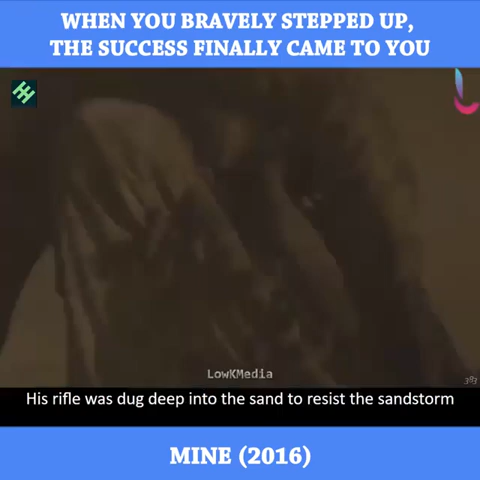 WHEN YOU BRAVELY STEPPED UP,
THE SUCCESS FINALLY CAME TO YOU
LowKMedia
383
His rifle was dug deep into the sand to resist the sandstorm
MINE (2016)